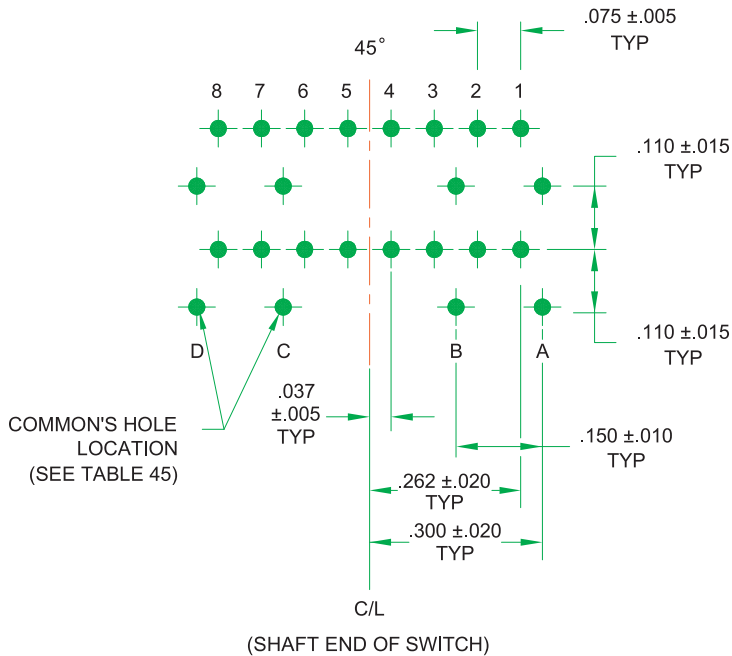 .075 ±.005
TYP
45°
8 7 6 5 4 3 2 1
.110 ±.015
TYP
D C B A
.110 ±.015
TYP
.037
±.005
TYP
COMMON'S HOLE
LOCATION
(SEE TABLE 45)
.150 ±.010
TYP
.262 ±.020
TYP
.300 ±.020
TYP
C/L
(SHAFT END OF SWITCH)